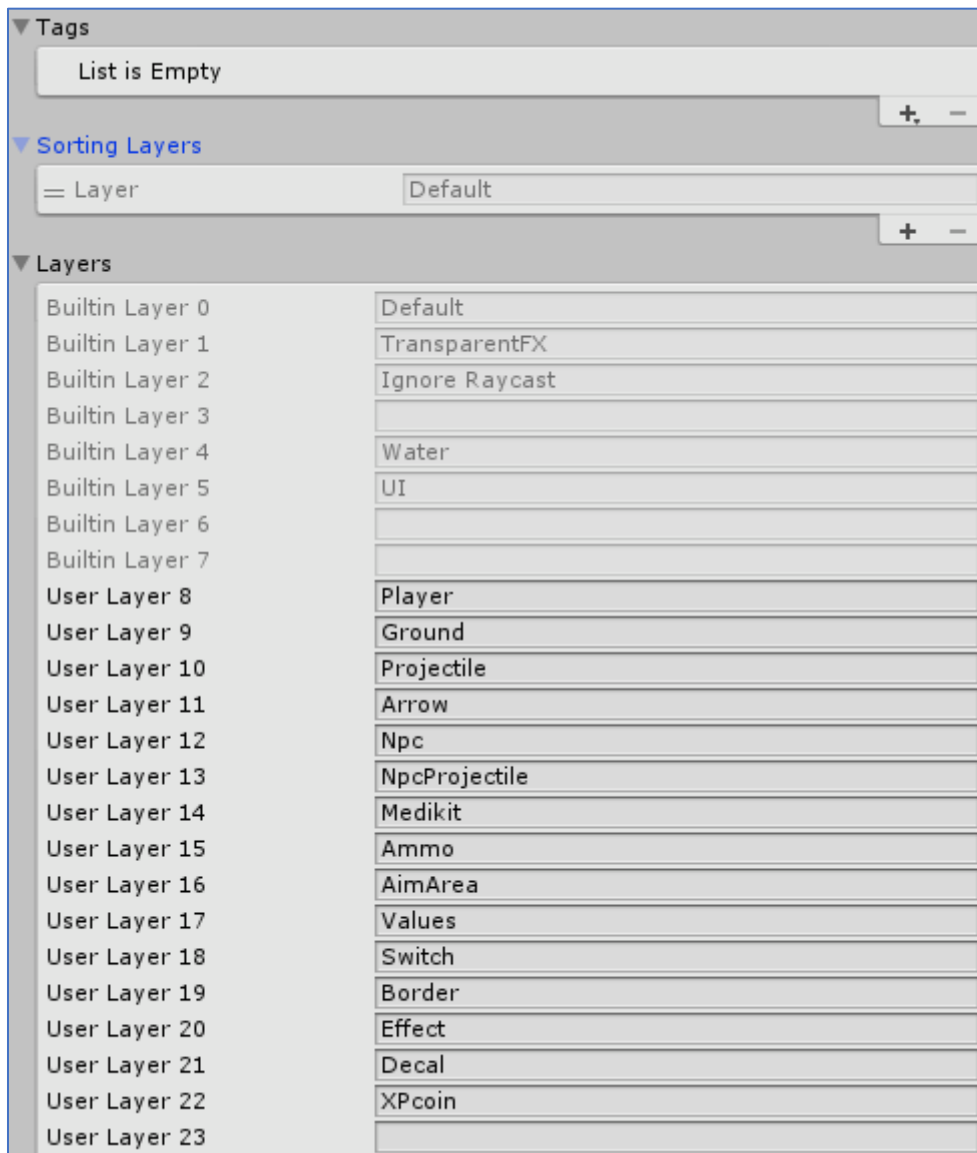 Tags
List is Empty
Sorting Layers
Layer Default
Layers
Builtin Layer 0 Default
Builtin Layer 1 TransparentFX
Builtin Layer 2 Ignore Raycast
Builtin Layer 3
Builtin Layer 4 Water
Builtin Layer 5 UI
Builtin Layer 6
Builtin Layer 7
User Layer 8 Player
User Layer 9 Ground
User Layer 10 Projectile
User Layer 11 Arrow
User Layer 12 Npc
User Layer 13 NpcProjectile
User Layer 14 Medikit
User Layer 15 Ammo
User Layer 16 AimArea
User Layer 17 Values
User Layer 18 Switch
User Layer 19 Border
User Layer 20 Effect
User Layer 21 Decal
User Layer 22 XPcoin
User Layer 23